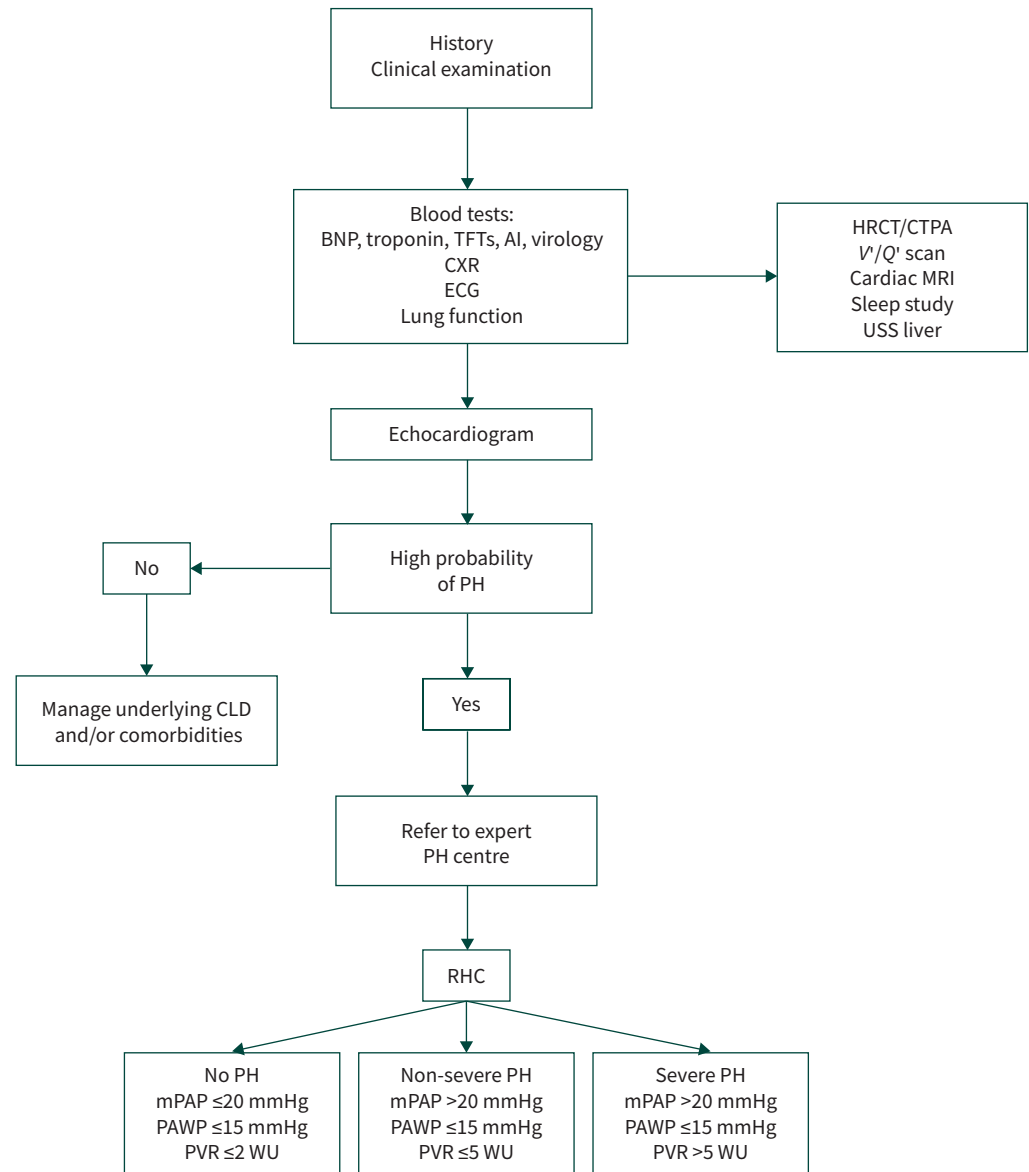 History
Clinical examination
Blood tests:
BNP, troponin, TFTs, AI, virology
CXR
ECG
Lung function
HRCT/CTPA
V'/Q' scan
Cardiac MRI
Sleep study
USS liver
Echocardiogram
High probability
of PH
No
Manage underlying CLD
and/or comorbidities
Yes
Refer to expert
PH centre
RHC
No PH
mPAP ≤20 mmHg
PAWP ≤15 mmHg
PVR ≤2 WU
Non-severe PH
mPAP >20 mmHg
PAWP ≤15 mmHg
PVR ≤5 WU
Severe PH
mPAP >20 mmHg
PAWP ≤15 mmHg
PVR >5 WU